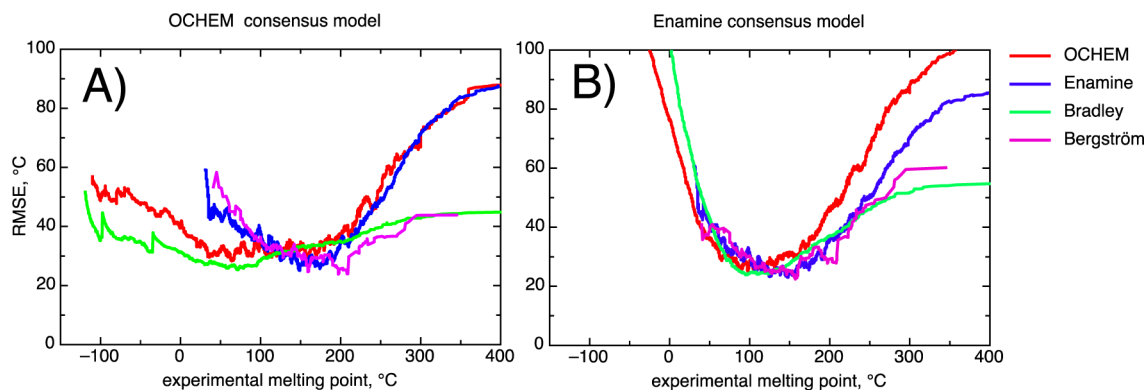 OCHEM consensus model
Enamine consensus model
A)
B)
RMSE, °C
100
80
60
40
20
0
−100
0
100
200
300
400
experimental melting point, °C
100
80
60
40
20
0
−100
0
100
200
300
400
experimental melting point, °C
OCHEM
Enamine
Bradley
Bergström